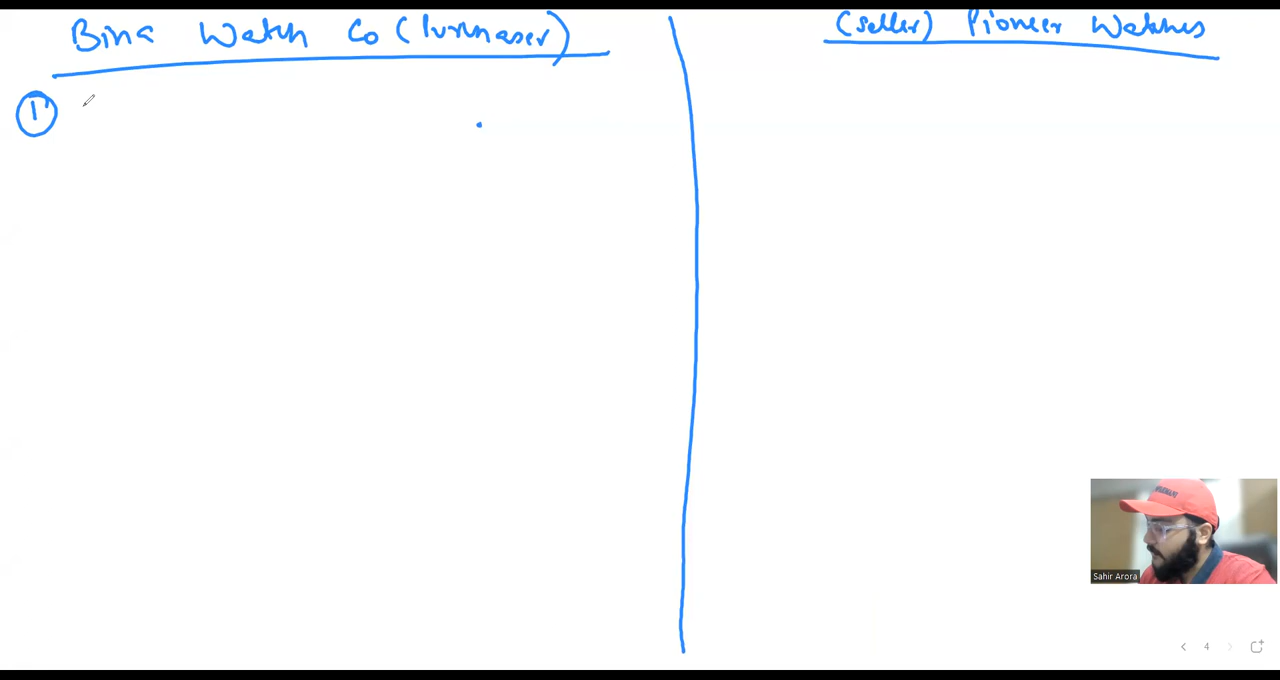 Bina Watch Co (Purchaser)
(seller) Pioneer Watches
1
Sahir Arora
4